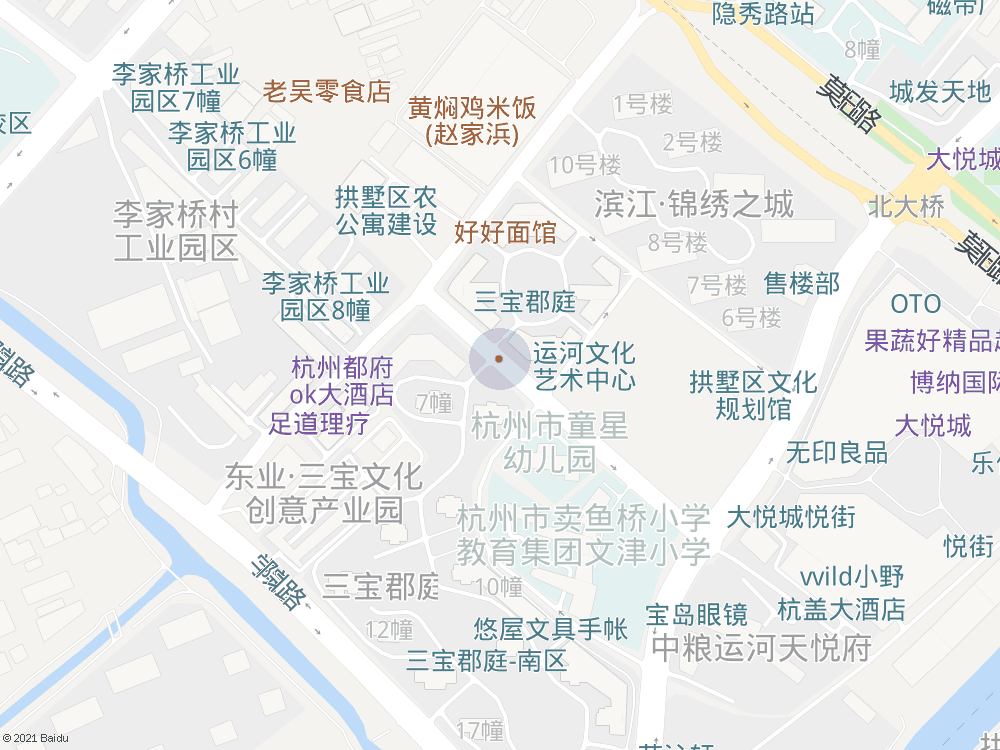 隐秀路站
8幢
李家桥工业
园区7幢
老吴零食店
黄焖鸡米饭
(赵家浜)
1号楼
城发天地
李家桥工业
园区6幢
2号楼
10号楼
大悦城
拱墅区农
公寓建设
李家桥村
工业园区
滨江·锦绣之城
北大桥
好好面馆
8号楼
李家桥工业
园区8幢
三宝郡庭
7号楼
售楼部
6号楼
OTO
果蔬好精品超
运河文化
艺术中心
杭州都府
ok大酒店
足道理疗
7幢
拱墅区文化
规划馆
博纳国际
大悦城
杭州市童星
幼儿园
无印良品
东业·三宝文化
创意产业园
杭州市卖鱼桥小学
教育集团文津小学
大悦城悦街
悦街
三宝郡庭
10幢
vvild小野
杭盖大酒店
12幢
悠屋文具手帐
宝岛眼镜
中粮运河天悦府
三宝郡庭-南区
17幢
© 2021 Baidu